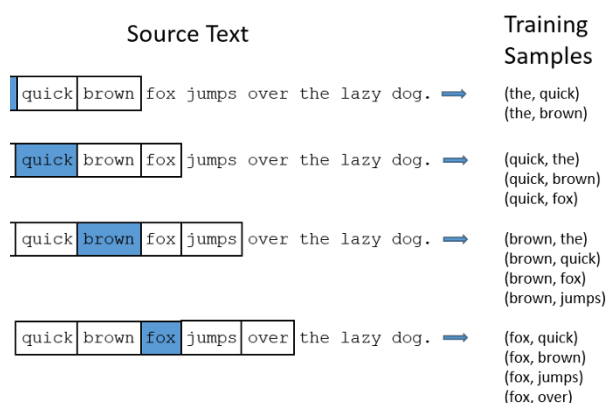 Source Text
Training
Samples
quick brown fox jumps over the lazy dog.
(the, quick)
(the, brown)
quick brown fox jumps over the lazy dog.
(quick, the)
(quick, brown)
(quick, fox)
quick brown fox jumps over the lazy dog.
(brown, the)
(brown, quick)
(brown, fox)
(brown, jumps)
quick brown fox jumps over the lazy dog.
(fox, quick)
(fox, brown)
(fox, jumps)
(fox, over)